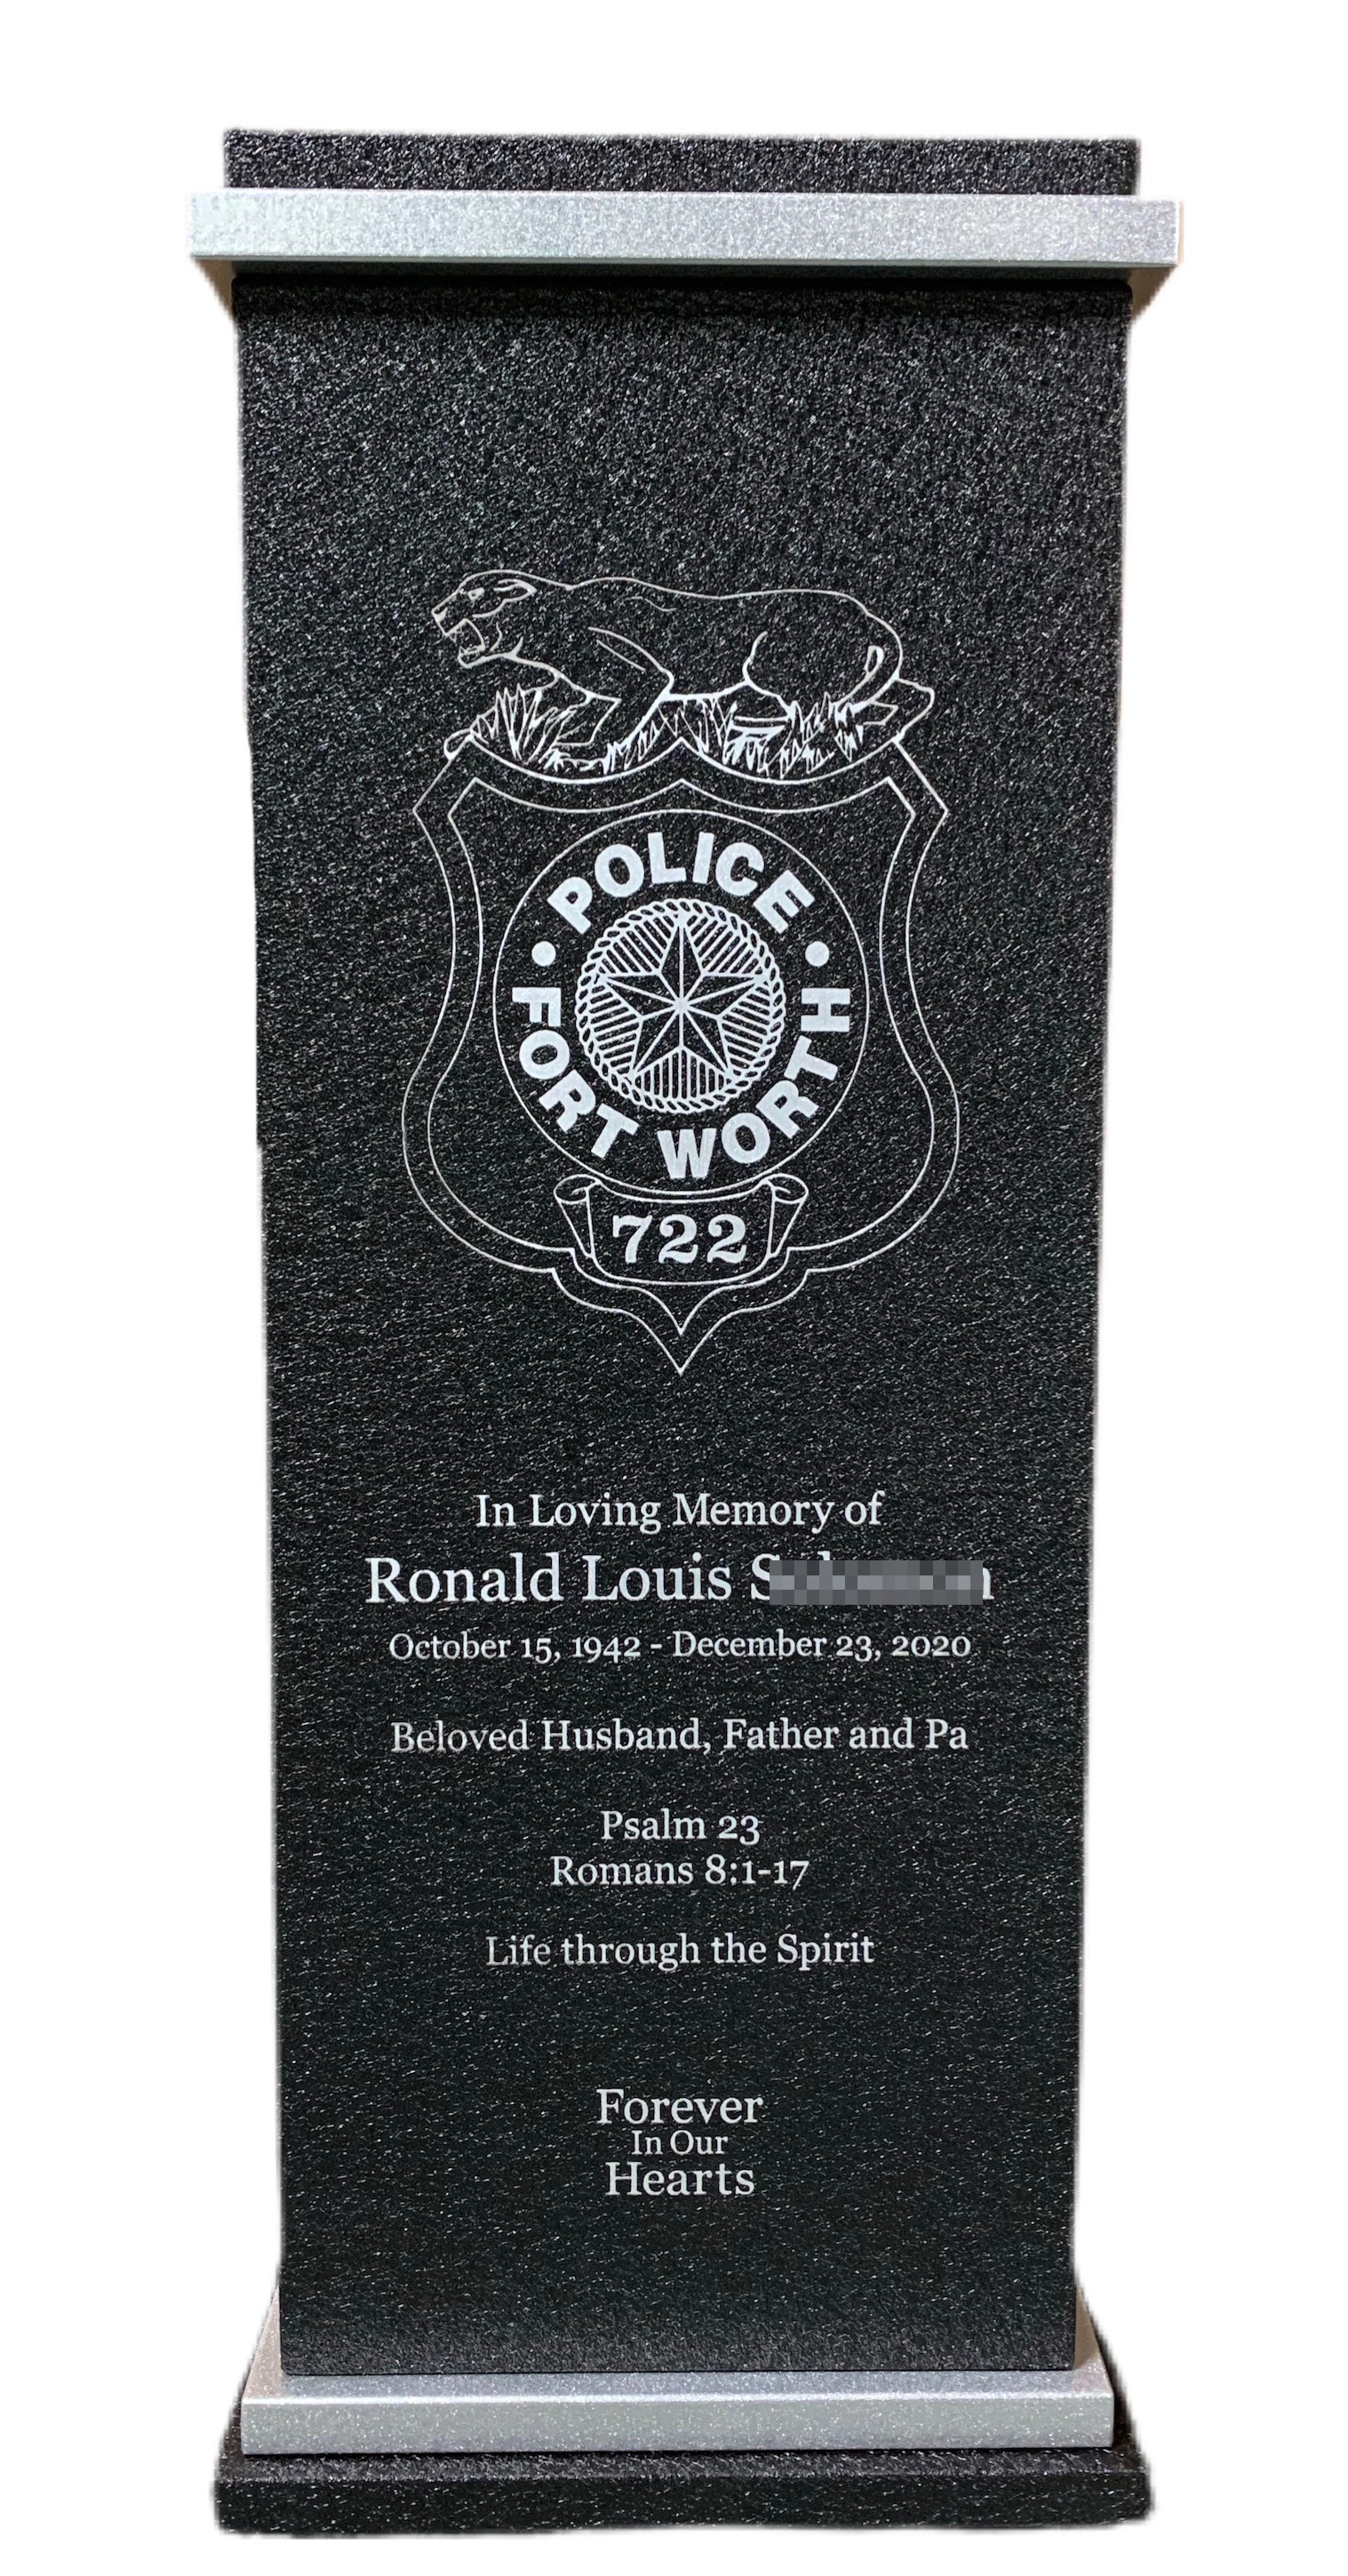 POLICE
FORT WORTH
722
In Loving Memory of
Ronald Louis
October 15, 1942 - December 23, 2020
Beloved Husband, Father and Pa
Psalm 23
Romans 8:1-17
Life through the Spirit
Forever
In Our
Hearts